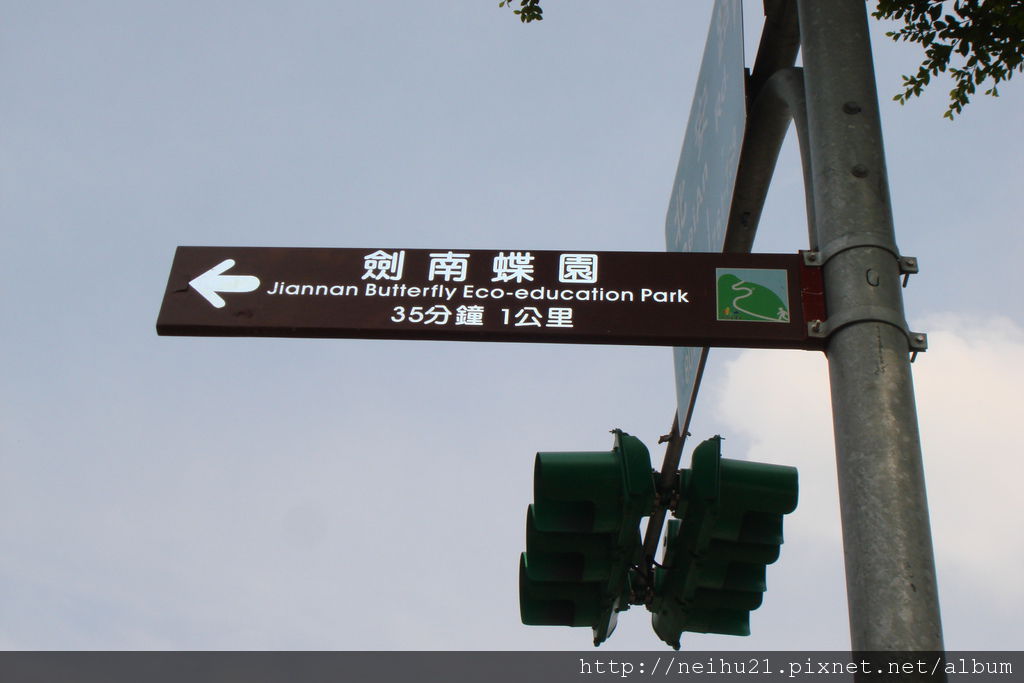 劍南蝶園
Jiannan Butterfly Eco-education Park
35分鐘 1公里
http://neihu21.pixnet.net/album